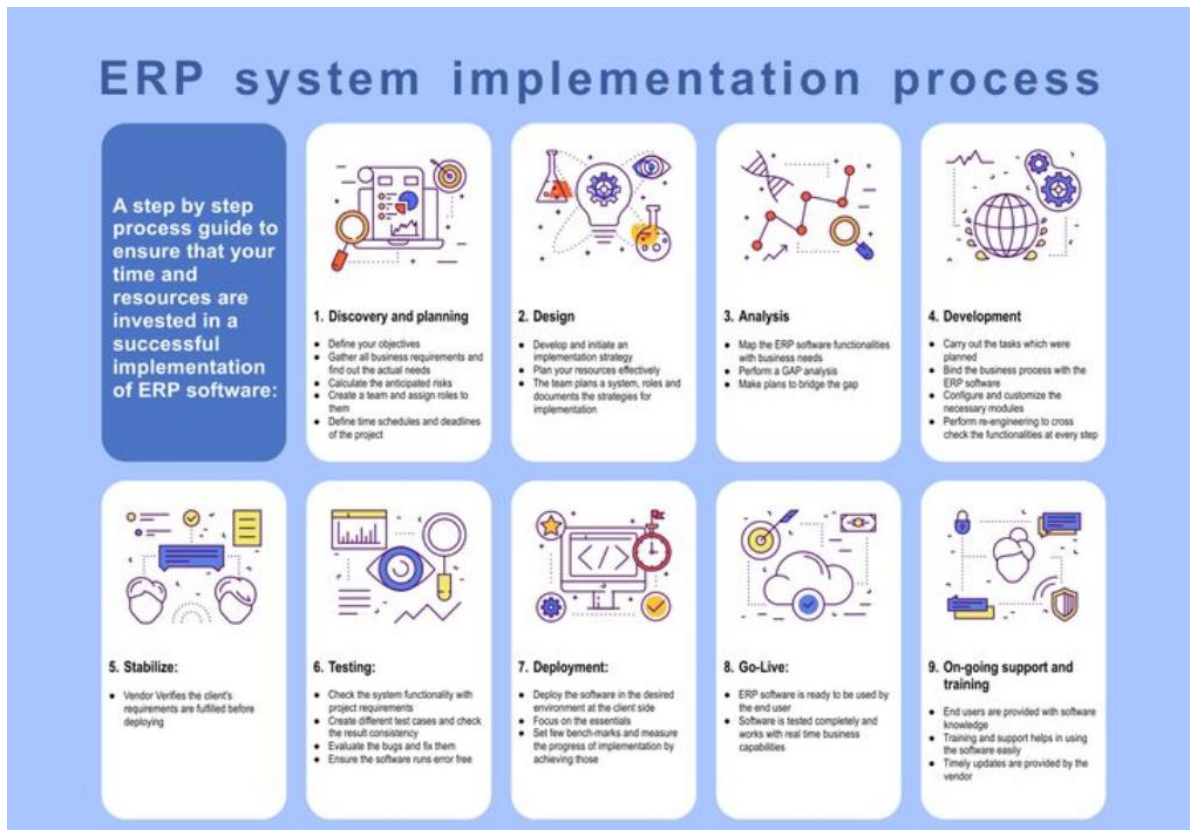 ERP system implementation process
A step by step
process guide to
ensure that your
time and
resources are
invested in a
successful
implementation
of ERP software:
1. Discovery and planning
● Define your objectives
● Gather all business requirements and
find out the actual needs
● Calculate the anticipated risks
● Create a team and assign roles to
them
● Define time schedules and deadlines
of the project
2. Design
● Develop and initiate an
implementation strategy
● Plan your resources effectively
● The team plans a system, roles and
documents the strategies for
implementation
3. Analysis
● Map the ERP software functionalities
with business needs
● Perform a GAP analysis
● Make plans to bridge the gap
4. Development
● Carry out the tasks which were
planned
● Bind the business process with the
ERP software
● Configure and customize the
necessary modules
● Perform re-engineering to cross
check the functionalities at every step
5. Stabilize:
● Vendor Verifies the client's
requirements are fulfilled before
deploying
6. Testing:
● Check the system functionality with
project requirements
● Create different test cases and check
the result consistency
● Evaluate the bugs and fix them
● Ensure the software runs error free
7. Deployment:
● Deploy the software in the desired
environment at the client side
● Focus on the essentials
● Set few bench-marks and measure
the progress of implementation by
achieving those
8. Go-Live:
● ERP software is ready to be used by
the end user
● Software is tested completely and
works with real time business
capabilities
9. On-going support and
training
● End users are provided with software
knowledge
● Training and support helps in using
the software easily
● Timely updates are provided by the
vendor